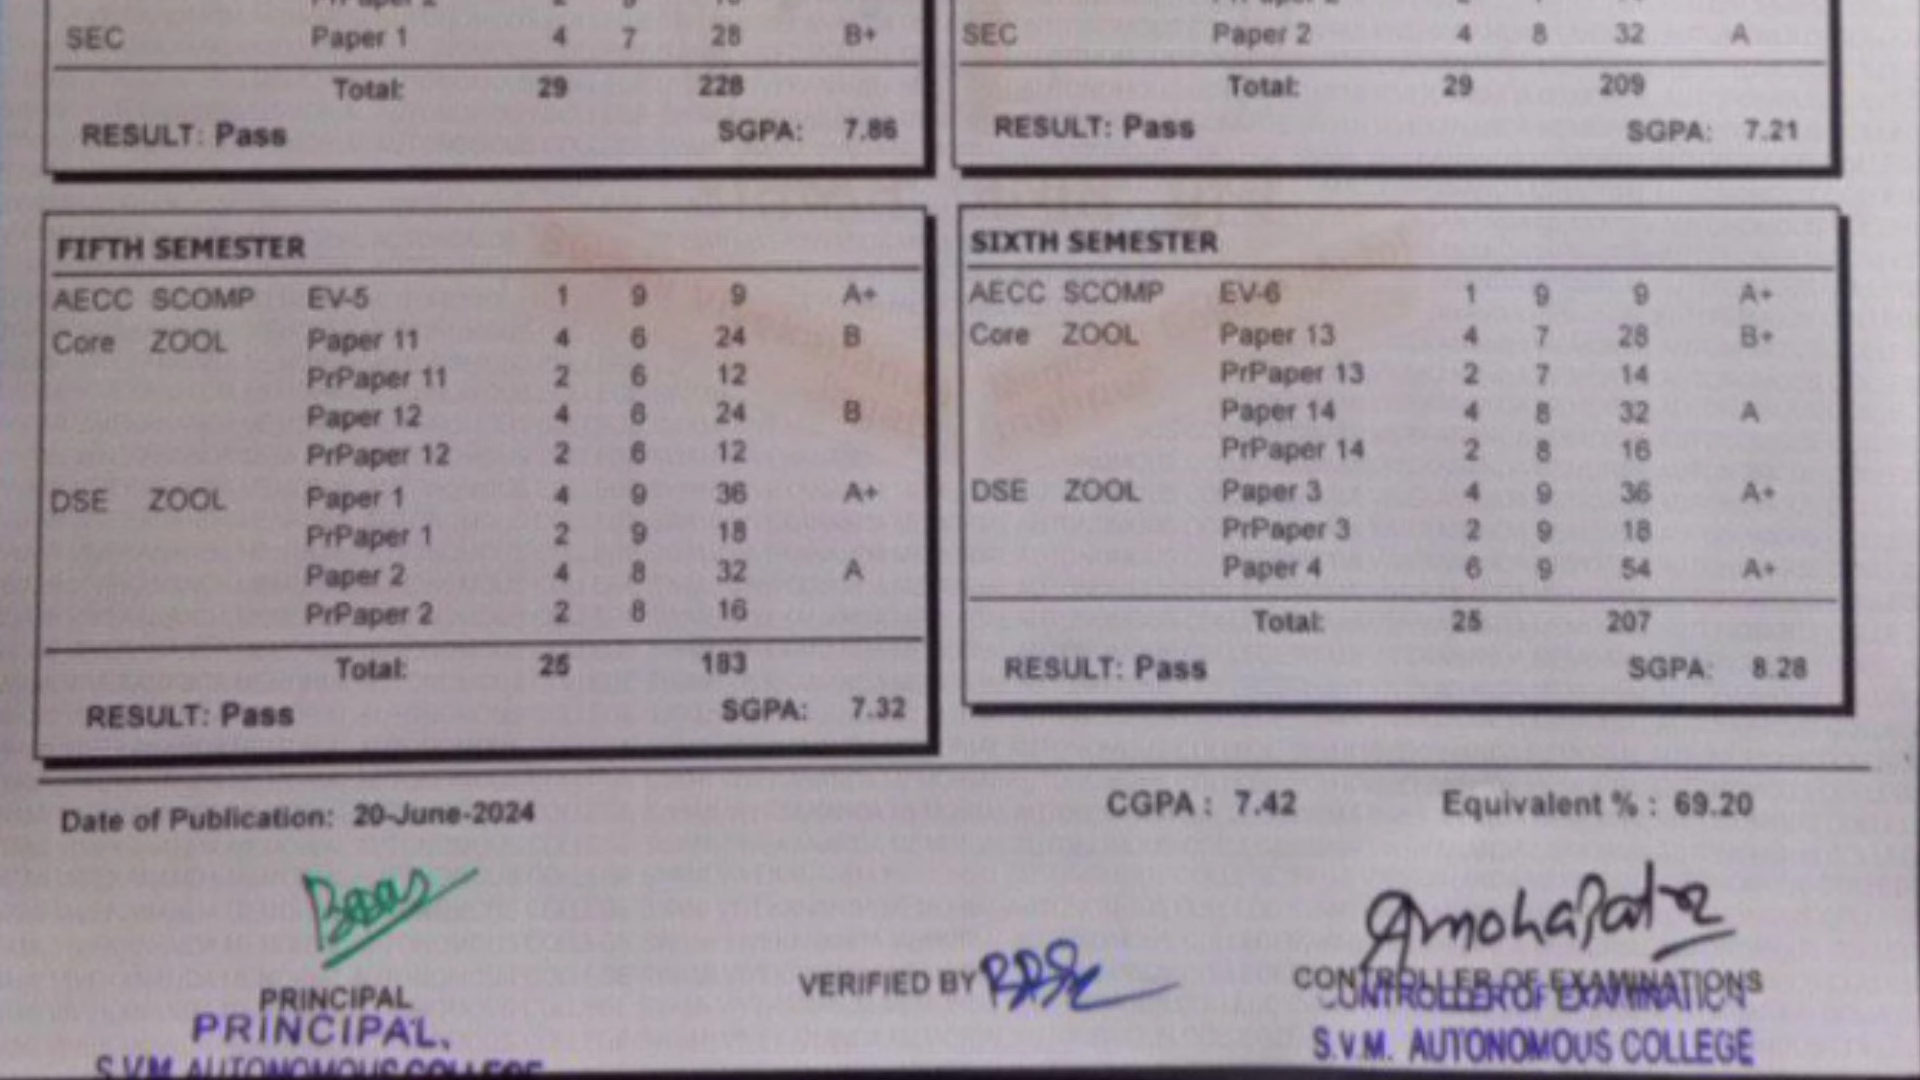 SEC Paper 1 4 7 28 B+
Total: 29 228
RESULT: Pass SGPA: 7.86
SEC Paper 2 4 8 32 A
Total: 29 209
RESULT: Pass SGPA: 7.21
FIFTH SEMESTER
AECC SCOMP EV-5 1 9 9 A+
Core ZOOL Paper 11 4 6 24 B
PrPaper 11 2 6 12
Paper 12 4 6 24 B
PrPaper 12 2 6 12
DSE ZOOL Paper 1 4 9 36 A+
PrPaper 1 2 9 18
Paper 2 4 8 32 A
PrPaper 2 2 8 16
Total: 25 183
RESULT: Pass SGPA: 7.32
SIXTH SEMESTER
AECC SCOMP EV-6 1 9 9 A+
Core ZOOL Paper 13 4 7 28 B+
PrPaper 13 2 7 14
Paper 14 4 8 32 A
PrPaper 14 2 8 16
DSE ZOOL Paper 3 4 9 36 A+
PrPaper 3 2 9 18
Paper 4 6 9 54 A+
Total: 25 207
RESULT: Pass SGPA: 8.28
Date of Publication: 20-June-2024 CGPA : 7.42 Equivalent % : 69.20
PRINCIPAL
PRINCIPAL,
S.V.M. AUTONOMOUS COLLEGE
VERIFIED BY
CONTROLLER OF EXAMINATIONS
CONTROLLER OF EXAMINATION
S.V.M. AUTONOMOUS COLLEGE